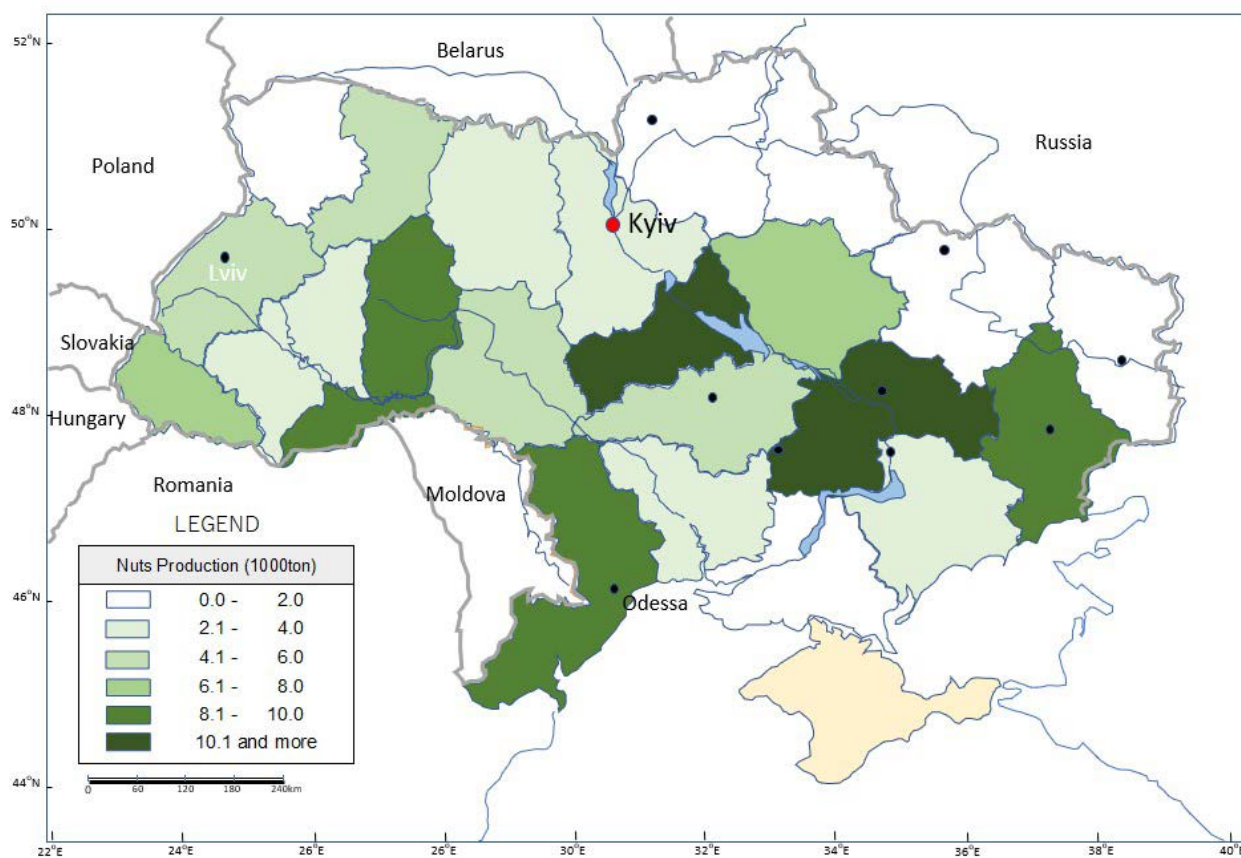 52°N
Belarus
Russia
Poland
50°N
Kyiv
Lviv
Slovakia
48°N
Hungary
Romania
Moldova
LEGEND
Nuts Production (1000ton)
0.0 - 2.0
2.1 - 4.0
4.1 - 6.0
6.1 - 8.0
8.1 - 10.0
10.1 and more
46°N
Odessa
0 60 120 180 240km
44°N
22°E 24°E 26°E 26°E 30°E 32°E 34°E 36°E 38°E 40°E